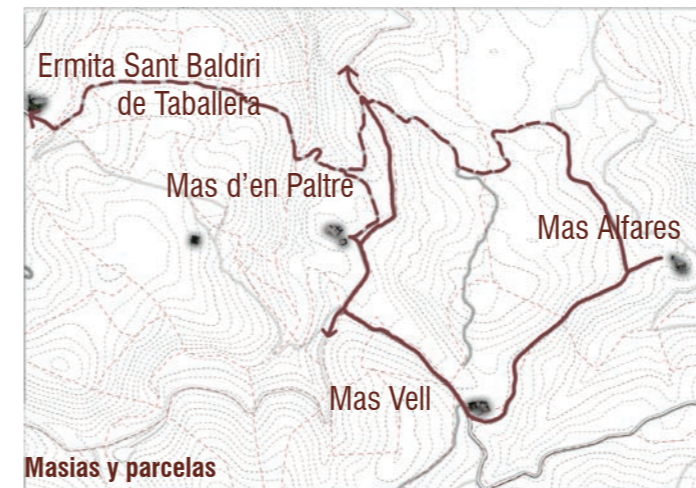 Ermita Sant Baldiri
de Taballera
Mas d'en Paltre
Mas Alfares
Mas Vell
Masias y parcelas